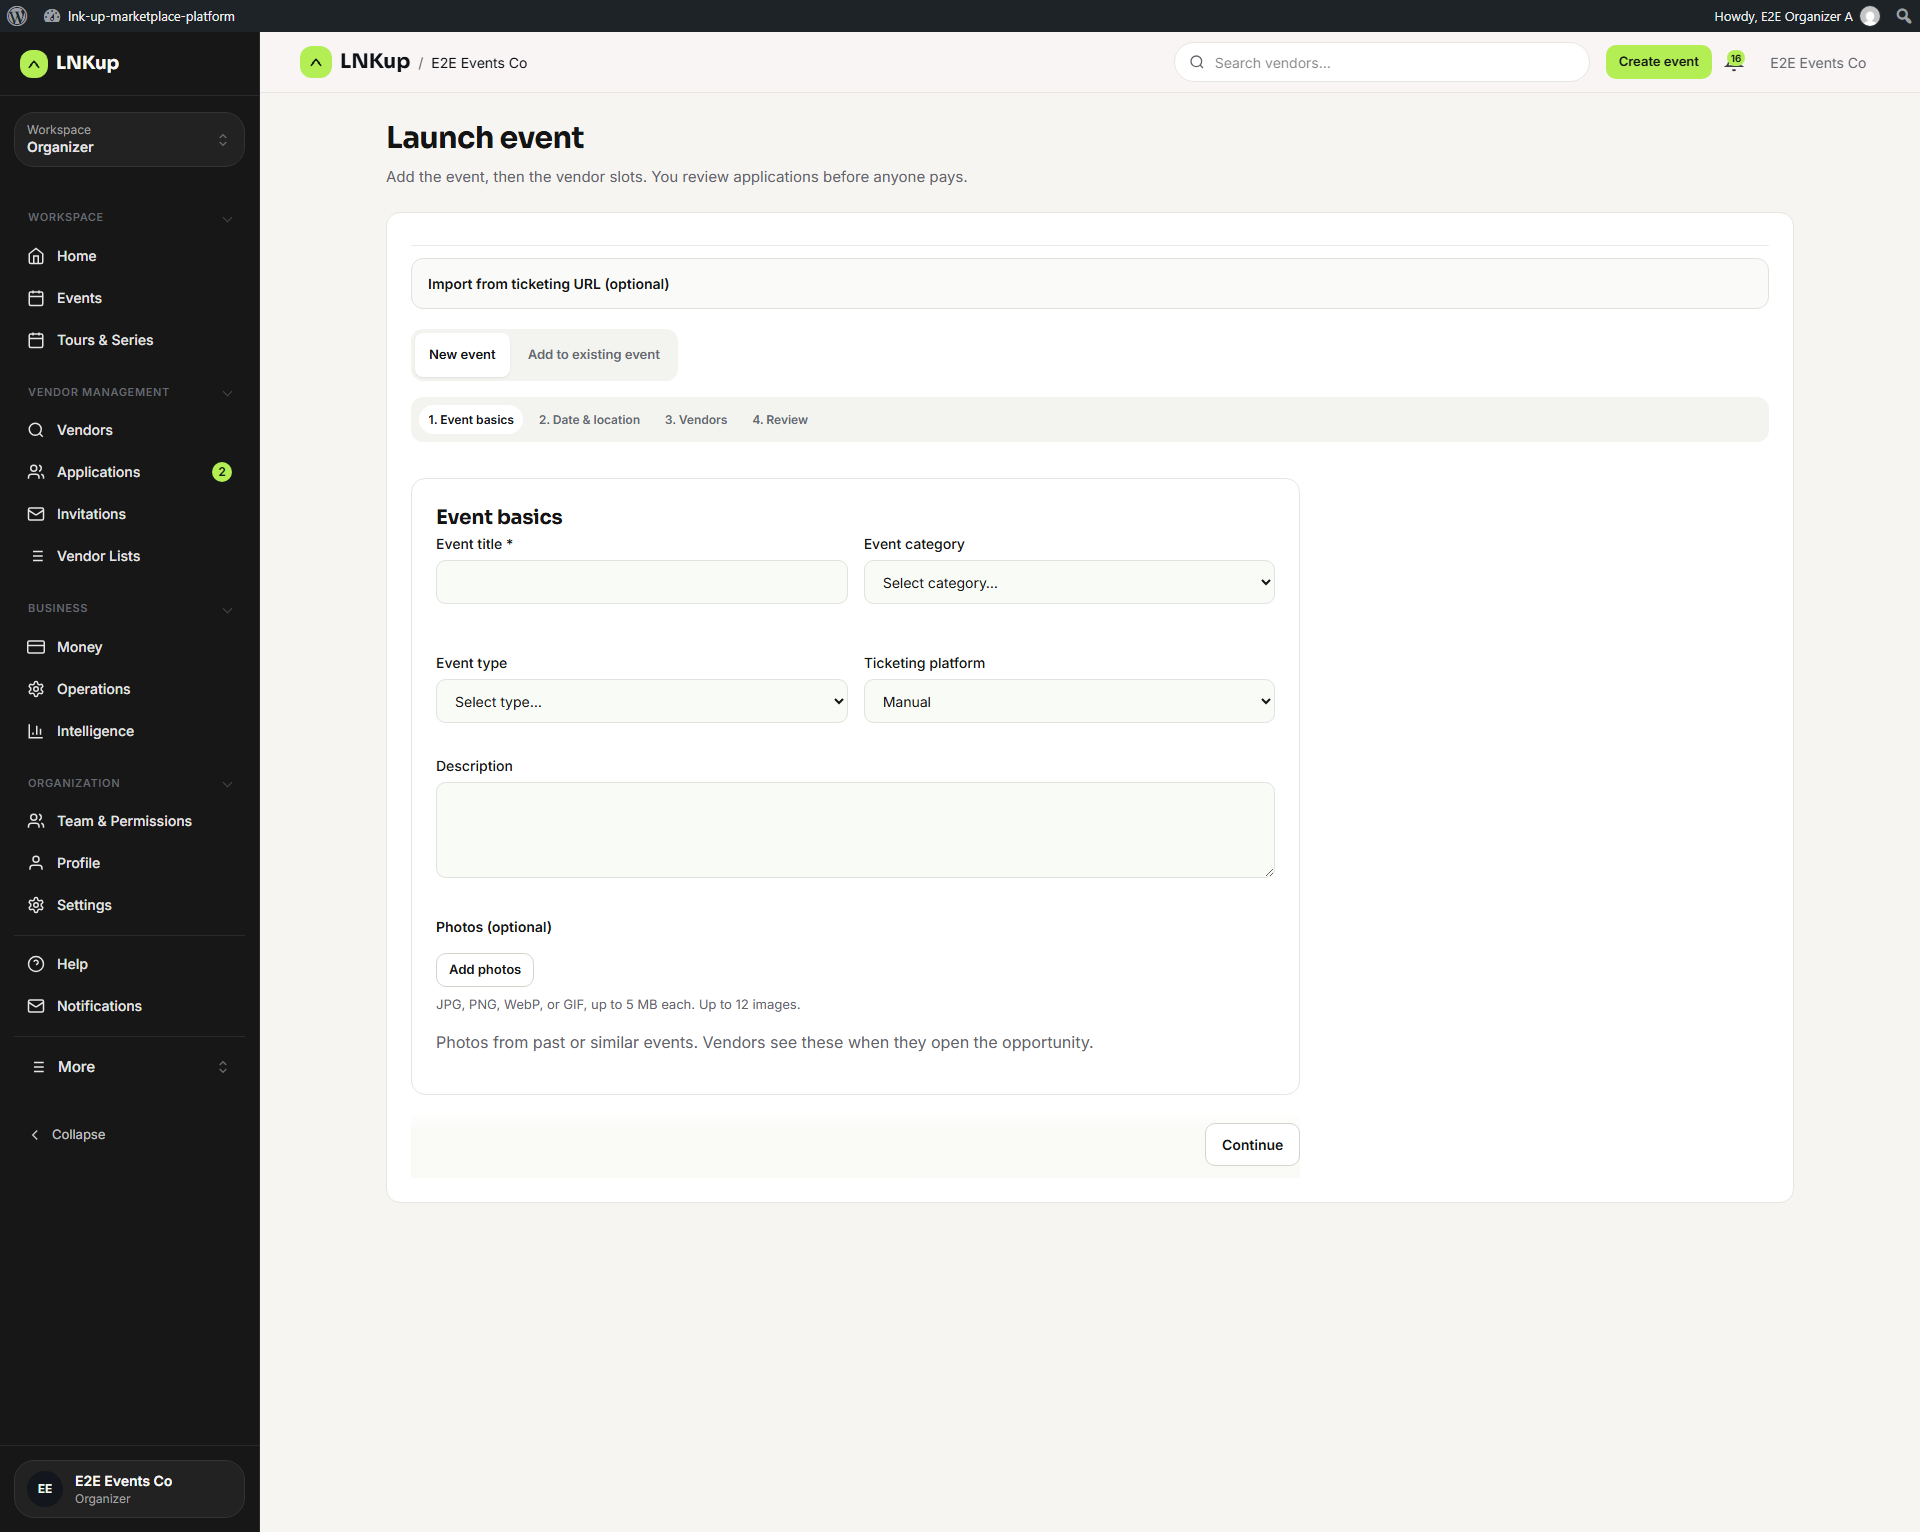 lnk-up-marketplace-platform
Howdy, E2E Organizer A
LNKup
Workspace
Organizer
WORKSPACE
Home
Events
Tours & Series
VENDOR MANAGEMENT
Vendors
Applications 2
Invitations
Vendor Lists
BUSINESS
Money
Operations
Intelligence
ORGANIZATION
Team & Permissions
Profile
Settings
Help
Notifications
More
Collapse
EE
E2E Events Co
Organizer
LNKup / E2E Events Co
Search vendors...
Create event
16
E2E Events Co
Launch event
Add the event, then the vendor slots. You review applications before anyone pays.
Import from ticketing URL (optional)
New event
Add to existing event
1. Event basics
2. Date & location
3. Vendors
4. Review
Event basics
Event title *
Event category
Select category...
Event type
Ticketing platform
Select type...
Manual
Description
Photos (optional)
Add photos
JPG, PNG, WebP, or GIF, up to 5 MB each. Up to 12 images.
Photos from past or similar events. Vendors see these when they open the opportunity.
Continue